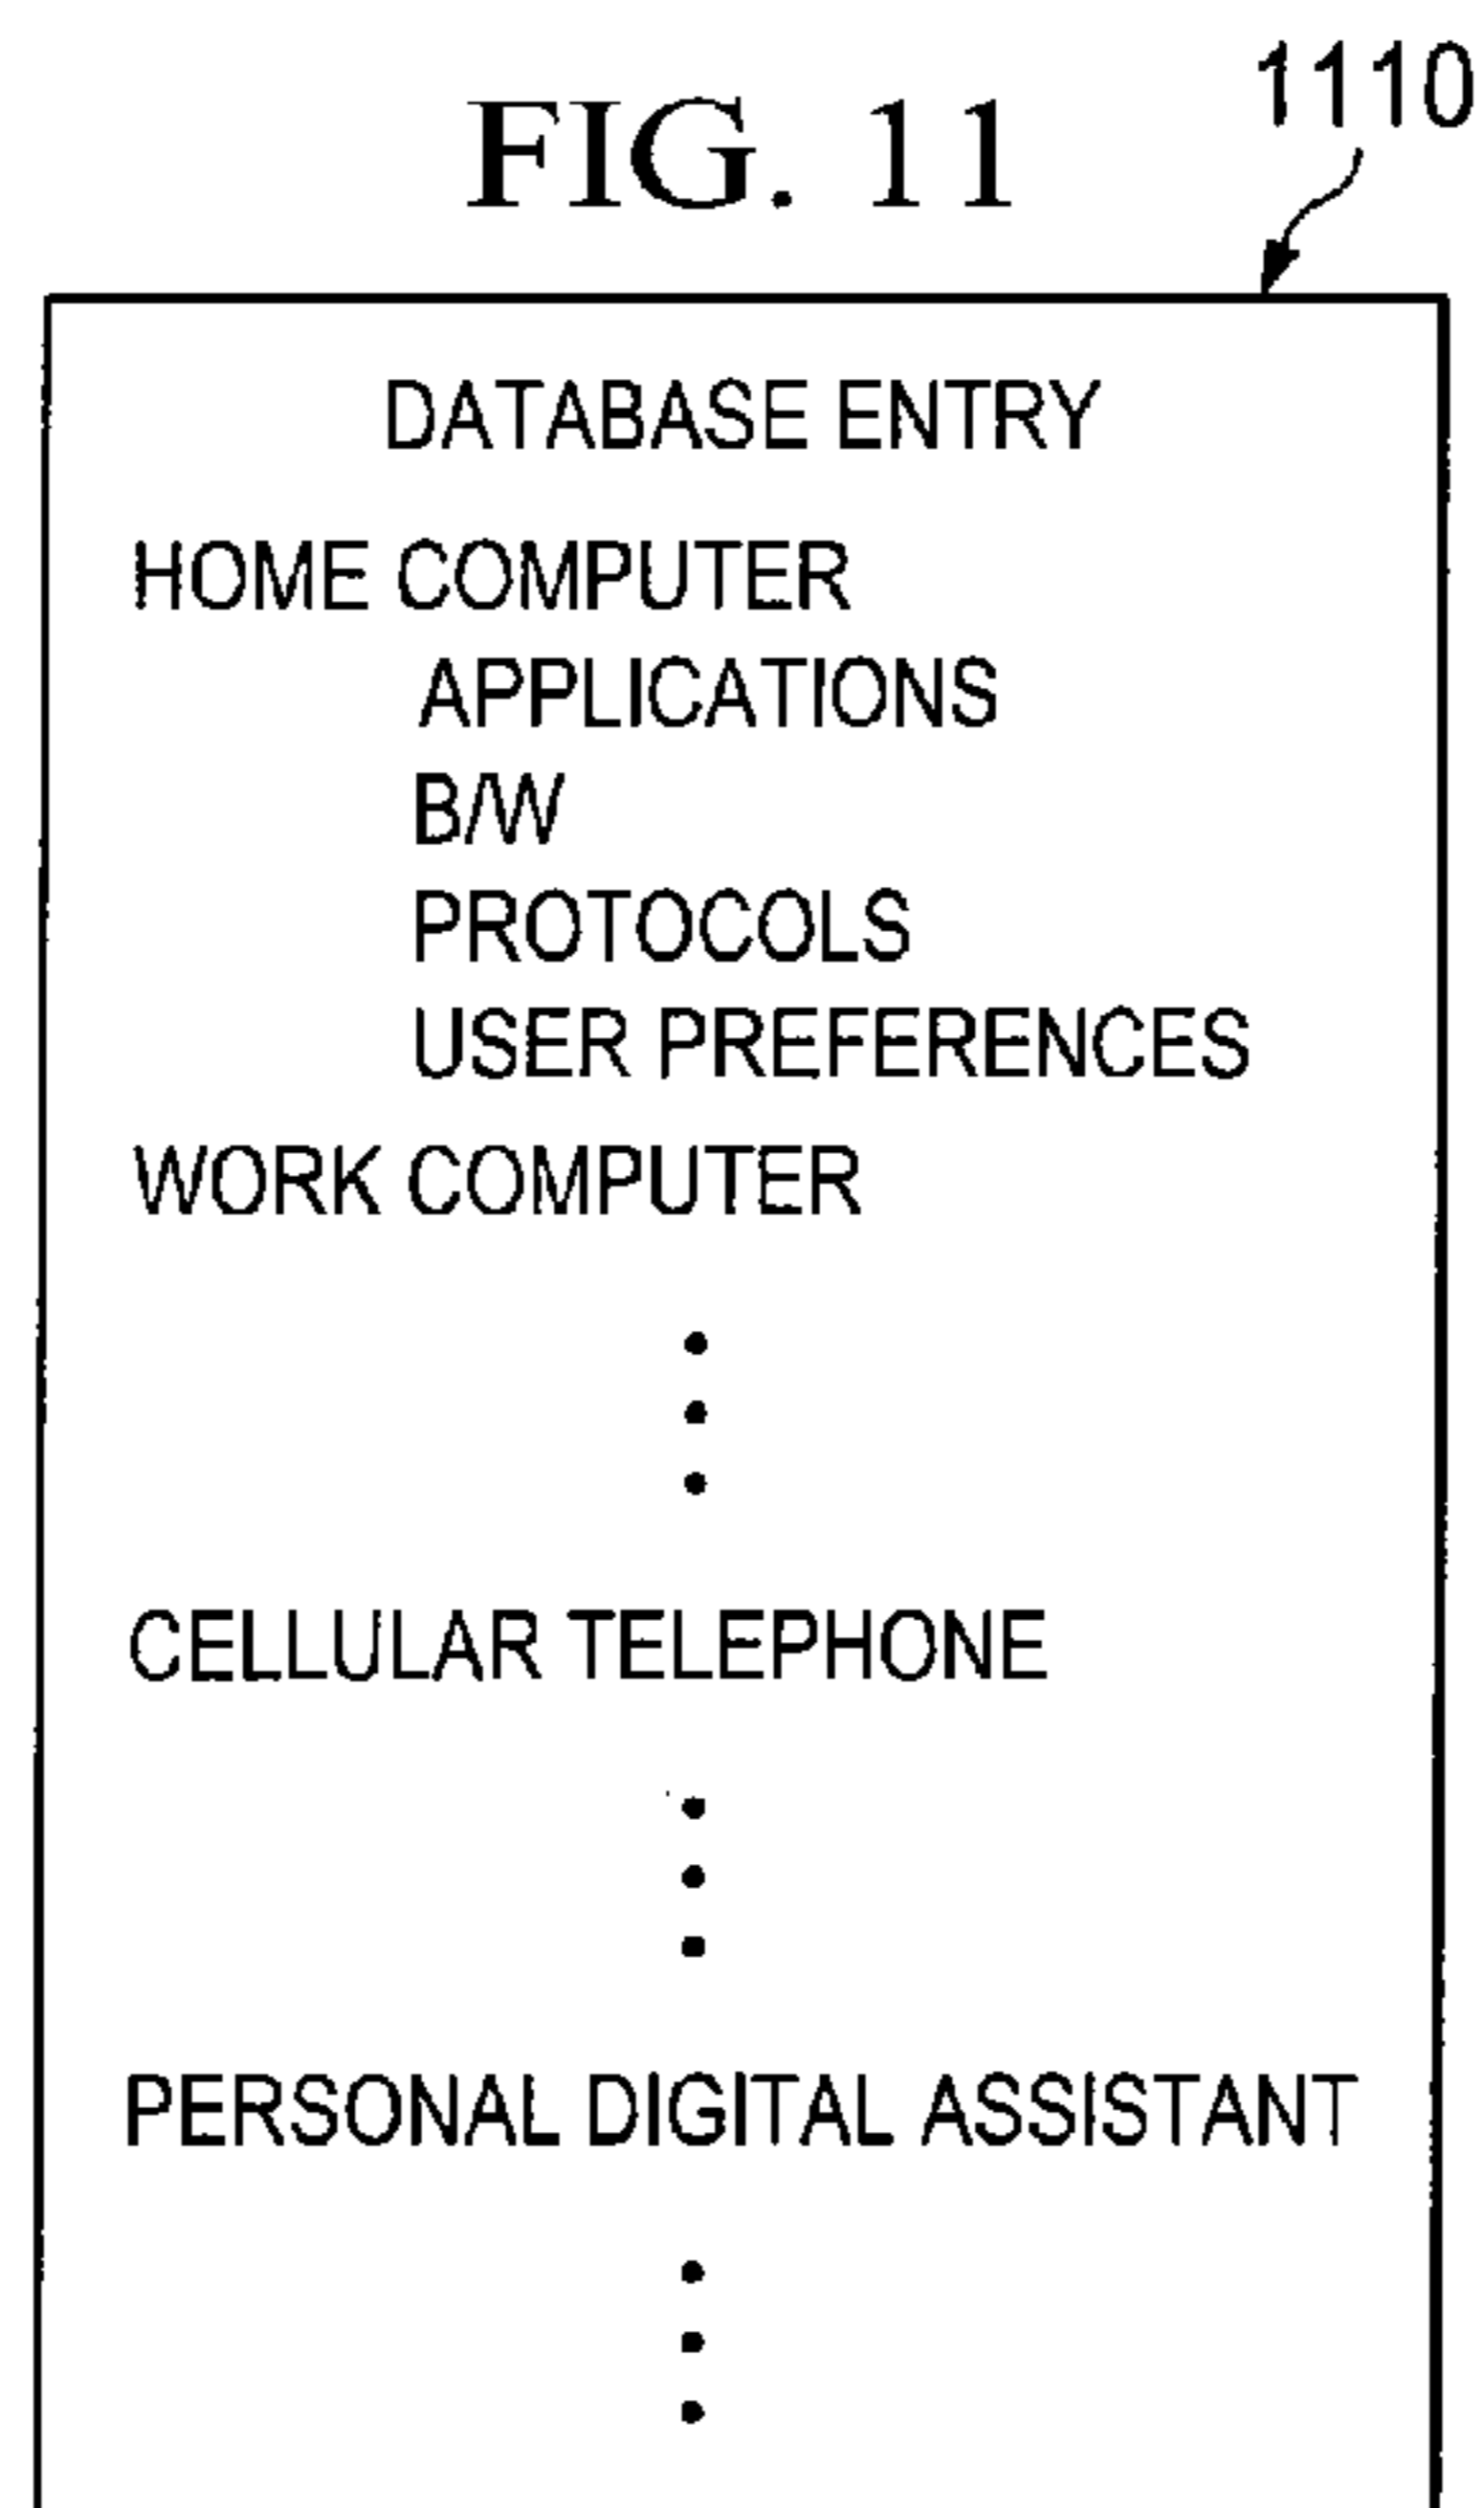 1110
FIG. 11
DATABASE ENTRY
HOME COMPUTER
APPLICATIONS
B/W
PROTOCOLS
USER PREFERENCES
WORK COMPUTER
CELLULAR TELEPHONE
PERSONAL DIGITAL ASSISTANT